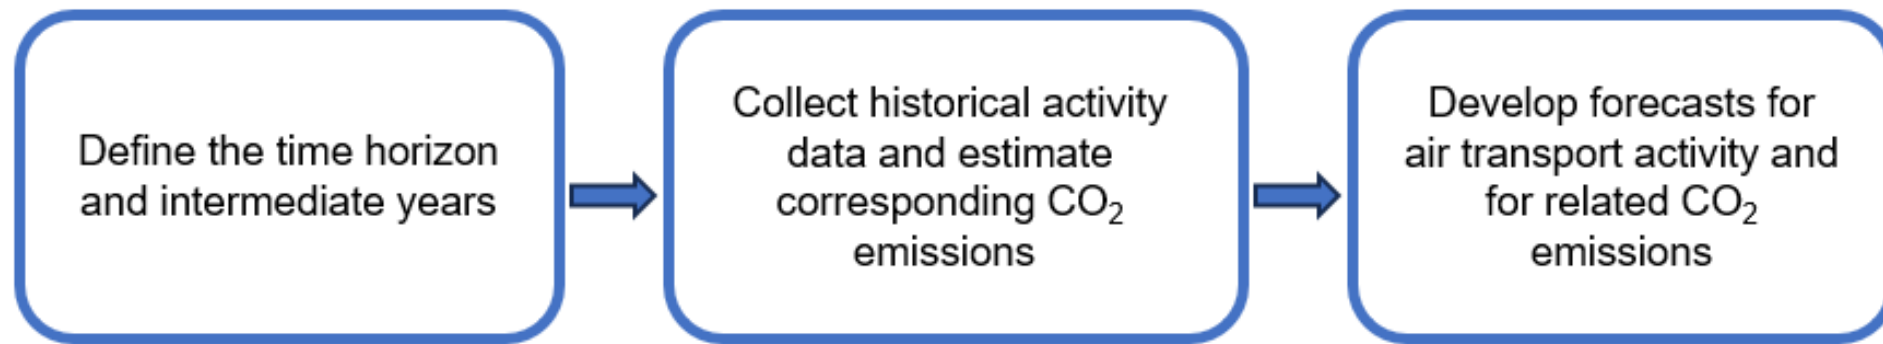 Define the time horizon
and intermediate years
Collect historical activity
data and estimate
corresponding CO₂
emissions
Develop forecasts for
air transport activity and
for related CO₂
emissions